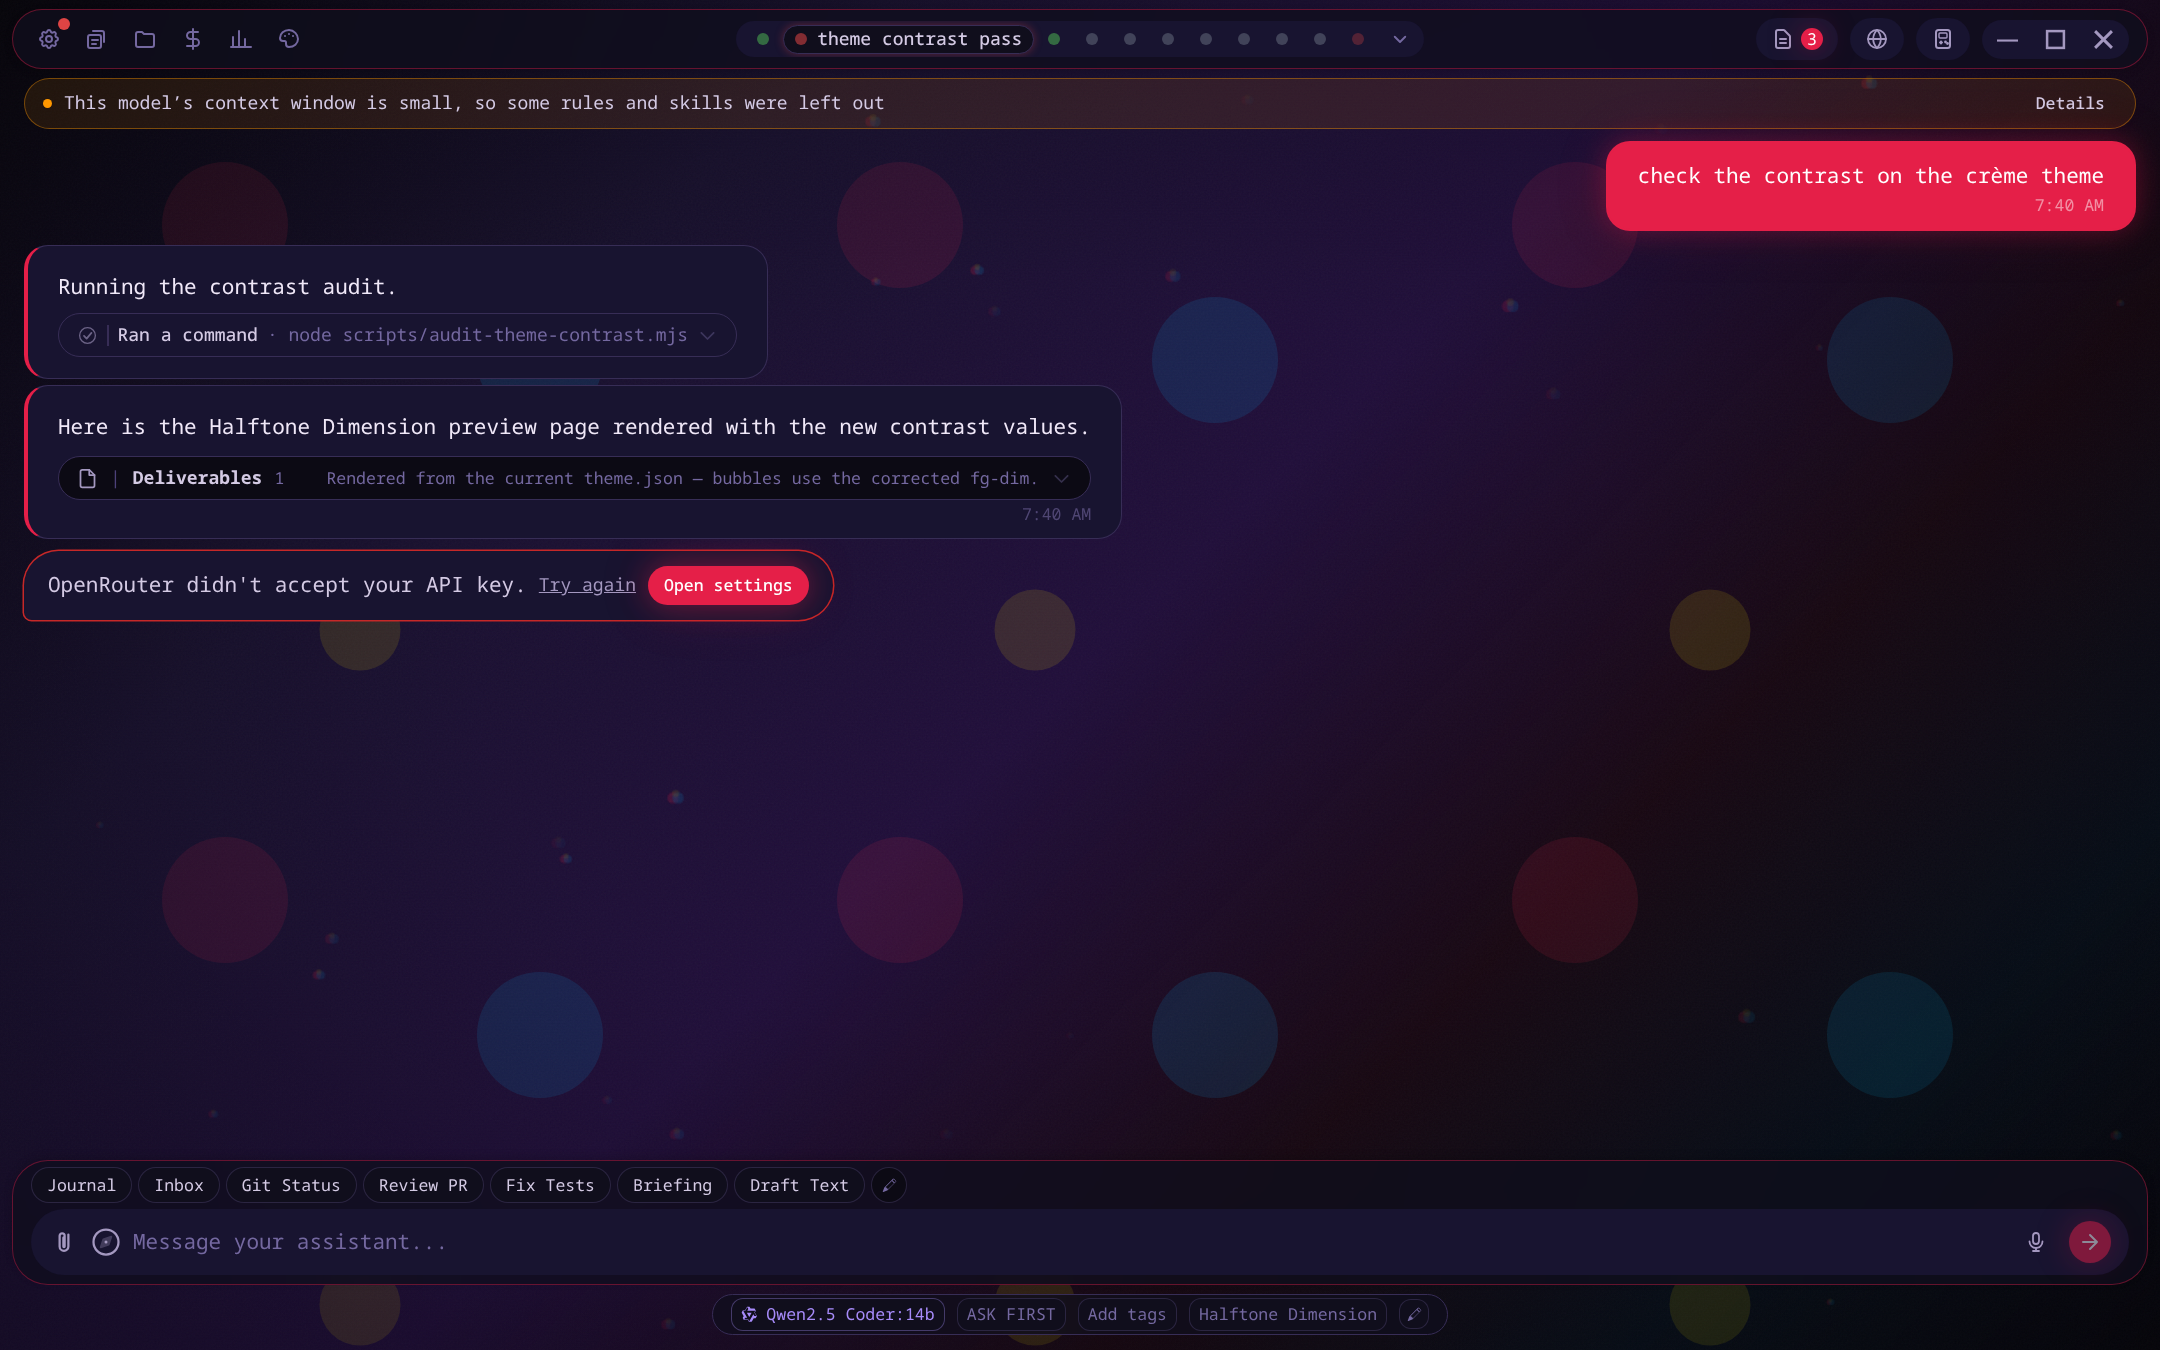 theme contrast pass
3
This model’s context window is small, so some rules and skills were left out
Details
check the contrast on the crème theme
7:40 AM
Running the contrast audit.
Ran a command · node scripts/audit-theme-contrast.mjs
Here is the Halftone Dimension preview page rendered with the new contrast values.
Deliverables 1 Rendered from the current theme.json — bubbles use the corrected fg-dim.
7:40 AM
OpenRouter didn't accept your API key. Try again Open settings
Journal Inbox Git Status Review PR Fix Tests Briefing Draft Text
Message your assistant...
Qwen2.5 Coder:14b ASK FIRST Add tags Halftone Dimension